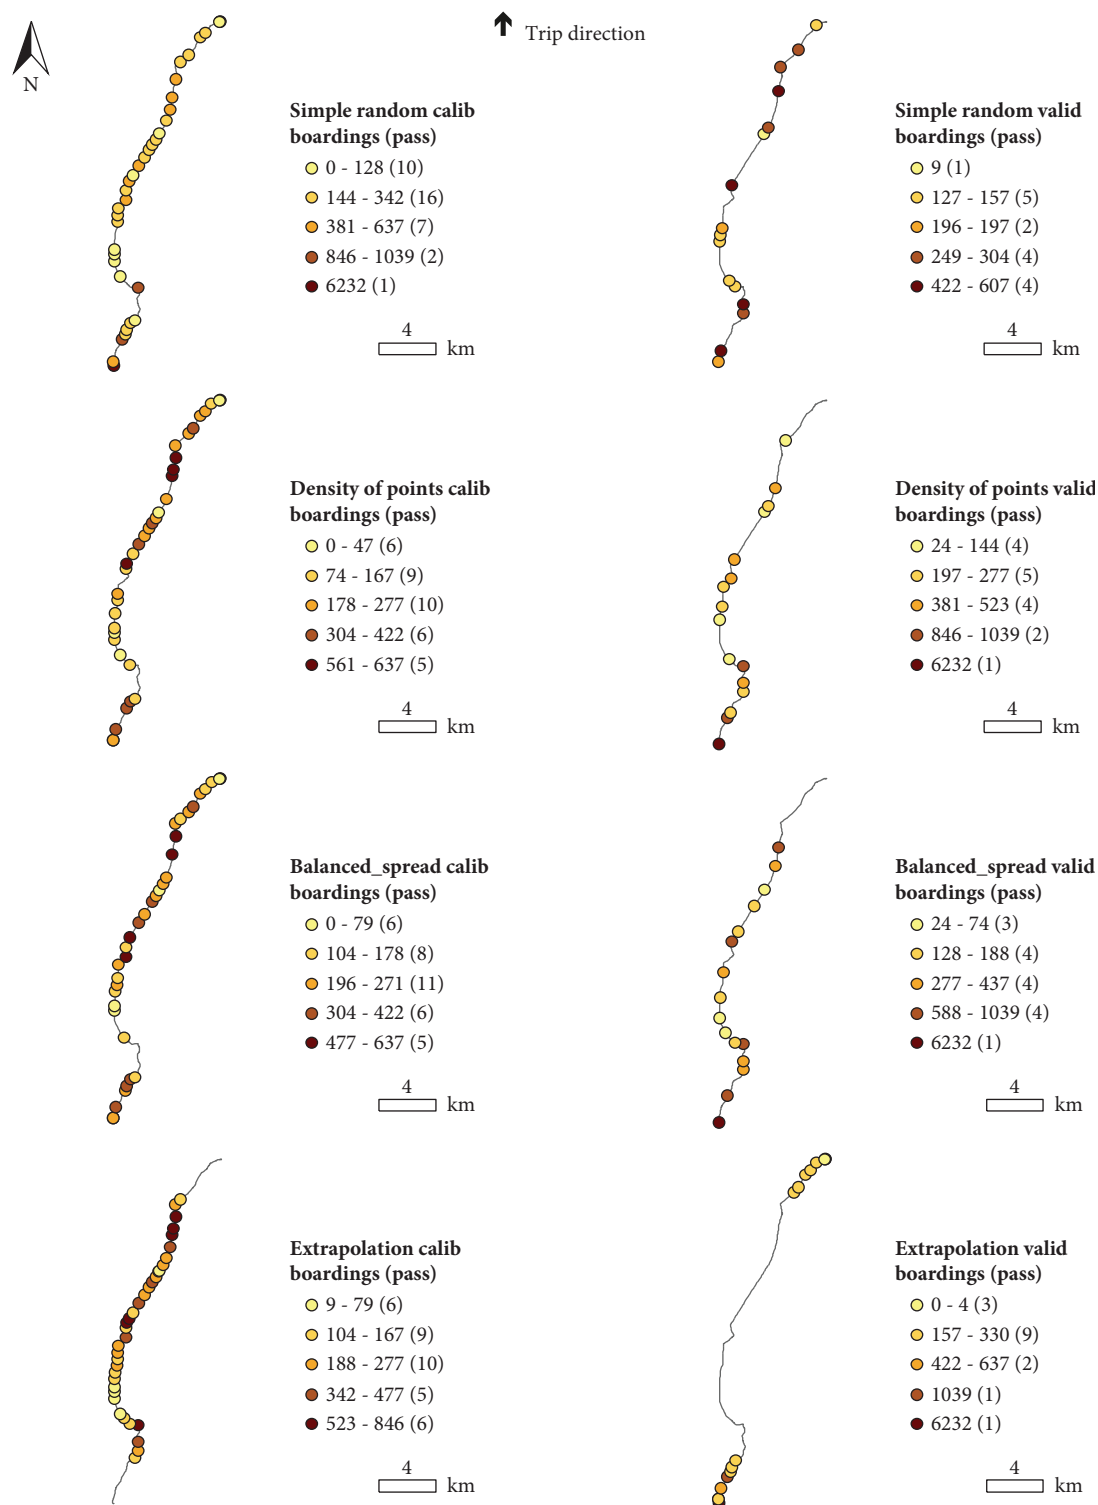 N
Trip direction
Simple random calib
boardings (pass)
0 - 128 (10)
144 - 342 (16)
381 - 637 (7)
846 - 1039 (2)
6232 (1)
4
km
Simple random valid
boardings (pass)
9 (1)
127 - 157 (5)
196 - 197 (2)
249 - 304 (4)
422 - 607 (4)
4
km
Density of points calib
boardings (pass)
0 - 47 (6)
74 - 167 (9)
178 - 277 (10)
304 - 422 (6)
561 - 637 (5)
4
km
Density of points valid
boardings (pass)
24 - 144 (4)
197 - 277 (5)
381 - 523 (4)
846 - 1039 (2)
6232 (1)
4
km
Balanced_spread calib
boardings (pass)
0 - 79 (6)
104 - 178 (8)
196 - 271 (11)
304 - 422 (6)
477 - 637 (5)
4
km
Balanced_spread valid
boardings (pass)
24 - 74 (3)
128 - 188 (4)
277 - 437 (4)
588 - 1039 (4)
6232 (1)
4
km
Extrapolation calib
boardings (pass)
9 - 79 (6)
104 - 167 (9)
188 - 277 (10)
342 - 477 (5)
523 - 846 (6)
4
km
Extrapolation valid
boardings (pass)
0 - 4 (3)
157 - 330 (9)
422 - 637 (2)
1039 (1)
6232 (1)
4
km